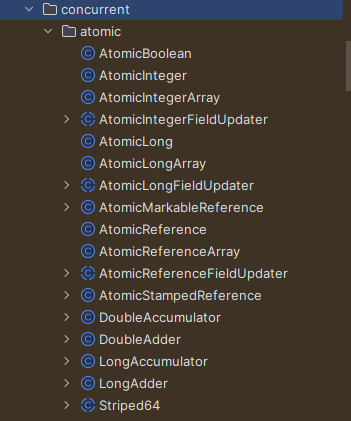 concurrent
atomic
AtomicBoolean
AtomicInteger
AtomicIntegerArray
AtomicIntegerFieldUpdater
AtomicLong
AtomicLongArray
AtomicLongFieldUpdater
AtomicMarkableReference
AtomicReference
AtomicReferenceArray
AtomicReferenceFieldUpdater
AtomicStampedReference
DoubleAccumulator
DoubleAdder
LongAccumulator
LongAdder
Striped64